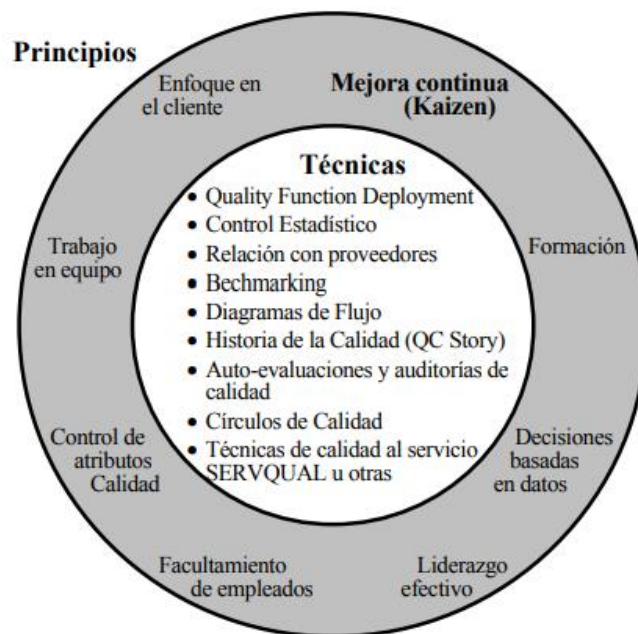 Principios
Enfoque en
el cliente
Mejora continua
(Kaizen)
Técnicas
• Quality Function Deployment
• Control Estadístico
• Relación con proveedores
• Bechmarking
• Diagramas de Flujo
• Historia de la Calidad (QC Story)
• Auto-evaluaciones y auditorías de
calidad
• Círculos de Calidad
• Técnicas de calidad al servicio
SERVQUAL u otras
Trabajo
en equipo
Formación
Control de
atributos
Calidad
Decisiones
basadas
en datos
Facultamiento
de empleados
Liderazgo
efectivo